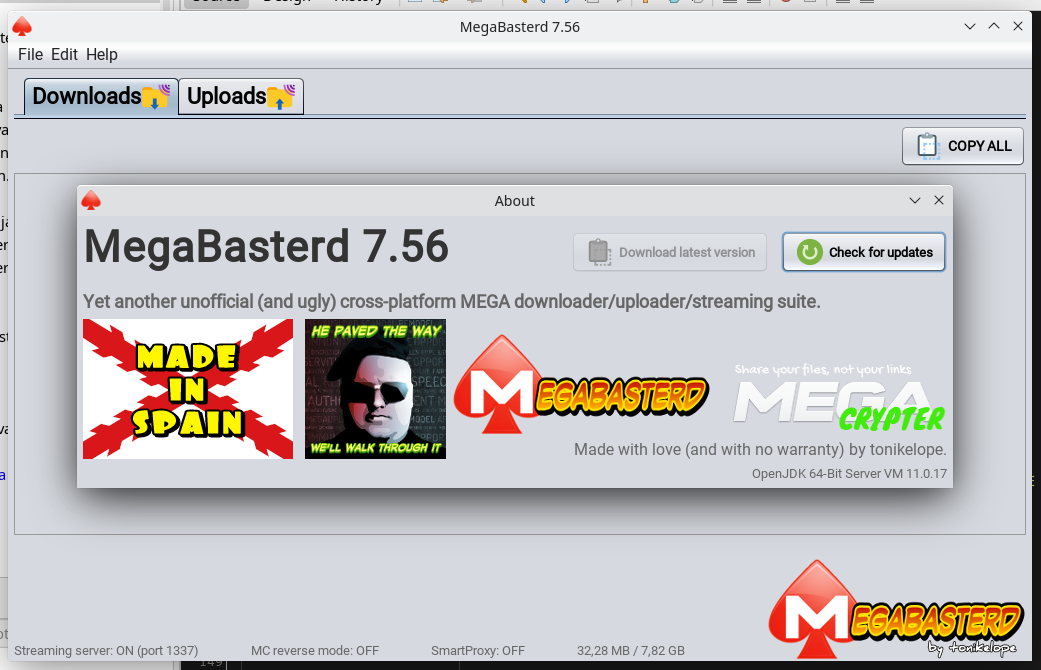 Source Design History
MegaBasterd 7.56
File Edit Help
Downloads Uploads
COPY ALL
About
MegaBasterd 7.56
Download latest version
Check for updates
Yet another unofficial (and ugly) cross-platform MEGA downloader/uploader/streaming suite.
MADE
IN
SPAIN
HE PAVED THE WAY
WE'LL WALK THROUGH IT
MEGABASTERD
Share your files, not your links
MEGA
CRYPTER
Made with love (and with no warranty) by tonikelope.
OpenJDK 64-Bit Server VM 11.0.17
MEGABASTERD
by tonikelope
Streaming server: ON (port 1337) MC reverse mode: OFF SmartProxy: OFF 32,28 MB / 7,82 GB
149